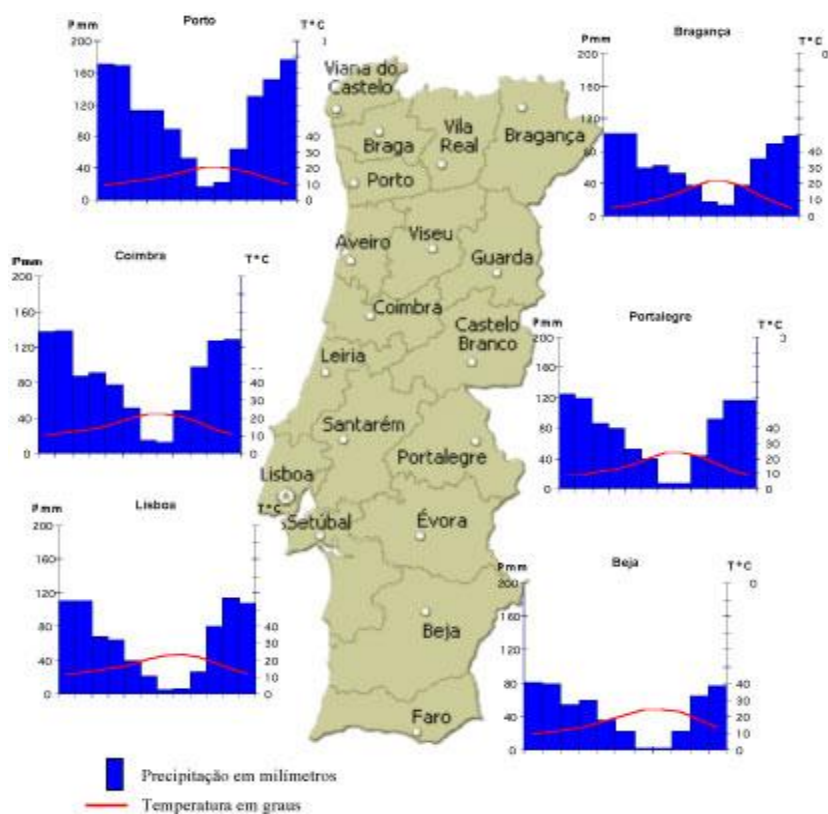 Porto
Pmm
T°C
200
160
120
80
40
0
40
30
20
10
0
Bragança
Pmm
T°C
200
160
120
80
40
0
0
40
30
20
10
0
Viana do
Castelo
Braga
Vila
Real
Bragança
Porto
Aveiro
Viseu
Guarda
Coimbra
Castelo
Branco
Leiria
Santarém
Portalegre
Lisboa
Setúbal
Évora
Beja
Faro
Coimbra
Pmm
T°C
200
160
120
80
40
0
40
30
20
10
0
Portalegre
Pmm
T°C
200
160
120
80
40
0
40
30
20
10
0
Lisboa
Pmm
T°C
200
160
120
80
40
0
40
30
20
10
0
Beja
Pmm
T°C
200
160
120
80
40
0
0
40
30
20
10
0
Precipitação em milímetros
Temperatura em graus